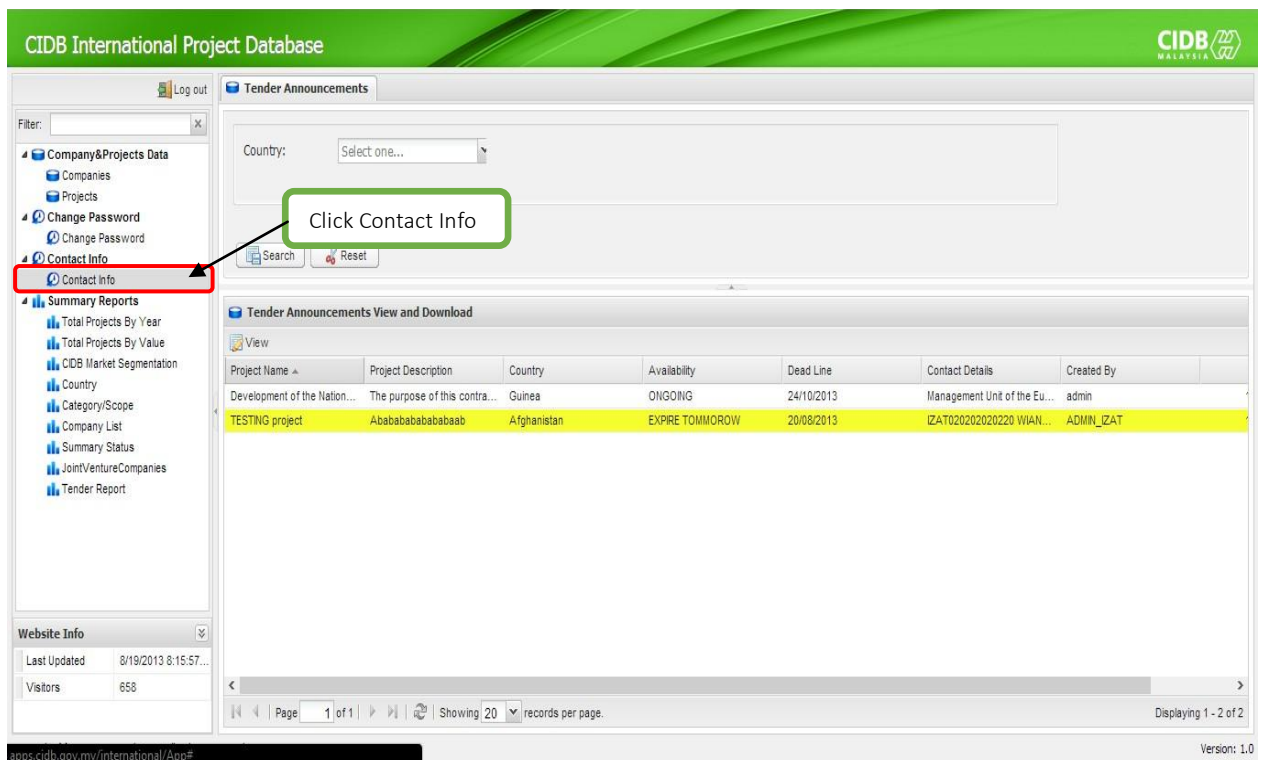 CIDB International Project Database
CIDB
MALAYSIA
Log out
Tender Announcements
Filter:
Company&Projects Data
Companies
Projects
Change Password
Change Password
Contact Info
Contact Info
Summary Reports
Total Projects By Year
Total Projects By Value
CIDB Market Segmentation
Country
Category/Scope
Company List
Summary Status
JointVentureCompanies
Tender Report
Country: Select one...
Click Contact Info
Search Reset
Tender Announcements View and Download
View
Project Name Project Description Country Availability Dead Line Contact Details Created By
Development of the Nation... The purpose of this contra... Guinea ONGOING 24/10/2013 Management Unit of the Eu... admin
TESTING project Ababababababaab Afghanistan EXPIRE TOMMOROW 20/08/2013 IZAT020202020220 WIAN... ADMIN_IZAT
Website Info
Last Updated 8/19/2013 8:15:57...
Visitors 658
Page 1 of 1 Showing 20 records per page.
Displaying 1 - 2 of 2
Version: 1.0
apps.cidb.gov.my/international/App#